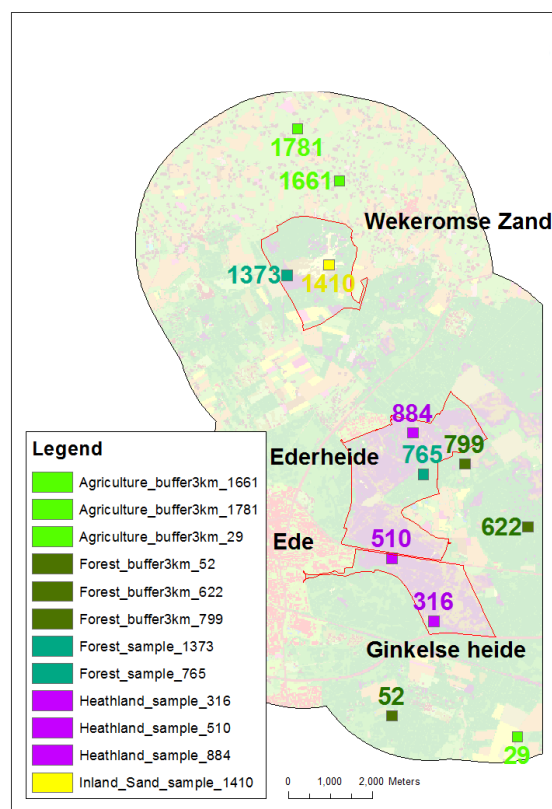 1781
1661
Wekeromse Zand
1373
1410
884
Ederheide
765
799
622
Ede
510
316
Ginkelse heide
52
29
Legend
Agriculture_buffer3km_1661
Agriculture_buffer3km_1781
Agriculture_buffer3km_29
Forest_buffer3km_52
Forest_buffer3km_622
Forest_buffer3km_799
Forest_sample_1373
Forest_sample_765
Heathland_sample_316
Heathland_sample_510
Heathland_sample_884
Inland_Sand_sample_1410
0 1,000 2,000 Meters